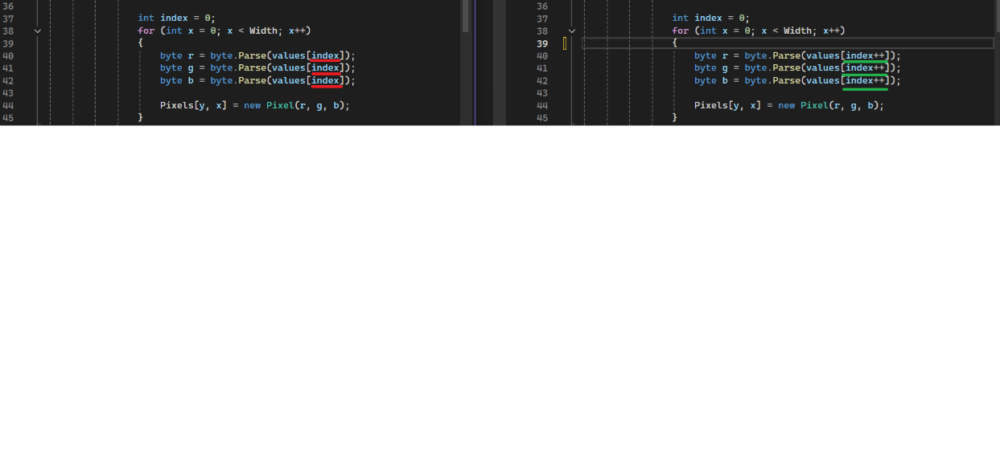 36
37 int index = 0;
38 for (int x = 0; x < Width; x++)
39 {
40 byte r = byte.Parse(values[index]);
41 byte g = byte.Parse(values[index]);
42 byte b = byte.Parse(values[index]);
43
44 Pixels[y, x] = new Pixel(r, g, b);
45 }
36
37 int index = 0;
38 for (int x = 0; x < Width; x++)
39 {
40 byte r = byte.Parse(values[index++]);
41 byte g = byte.Parse(values[index++]);
42 byte b = byte.Parse(values[index++]);
43
44 Pixels[y, x] = new Pixel(r, g, b);
45 }